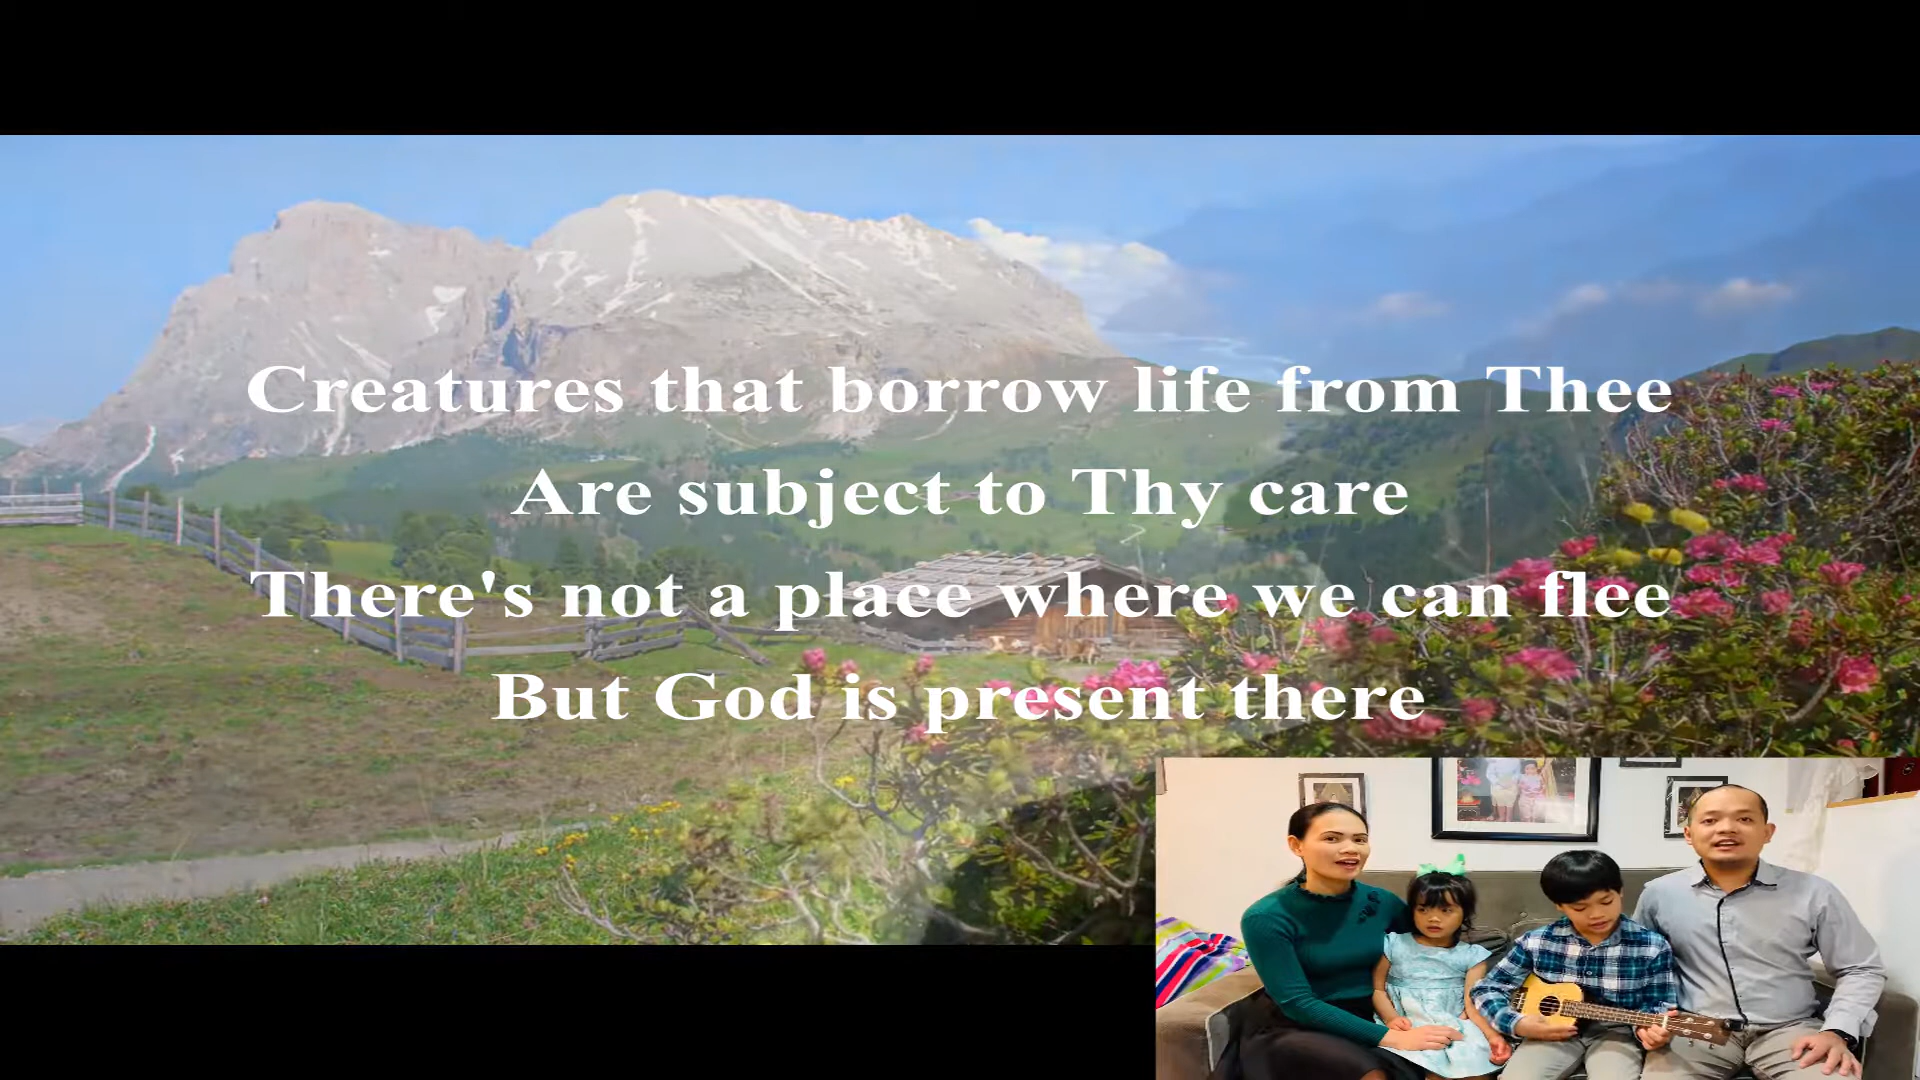 Creatures that borrow life from Thee
Are subject to Thy care
There's not a place where we can flee
But God is present there